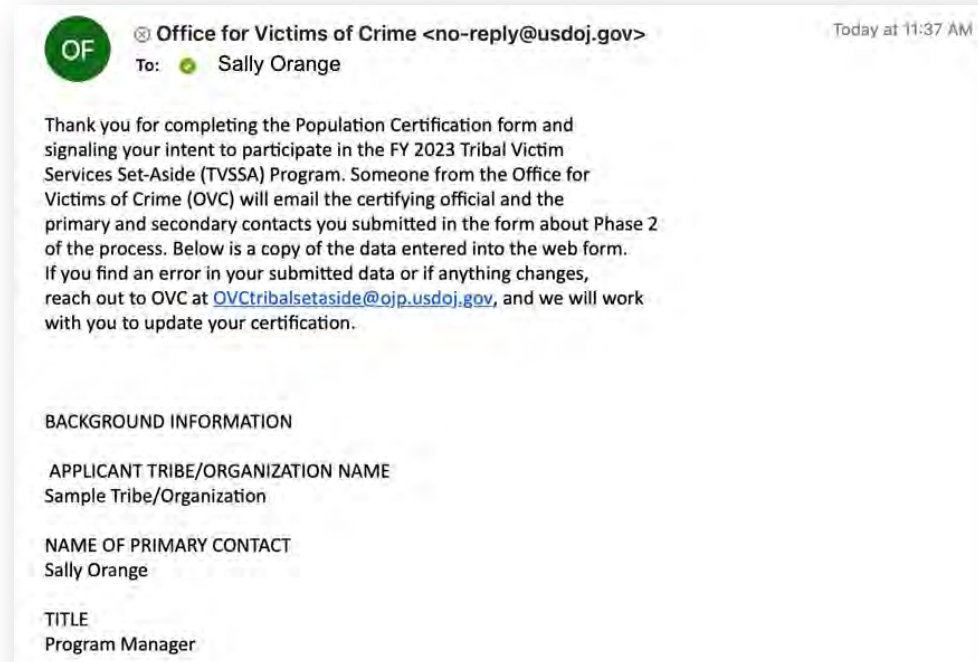 OF
Office for Victims of Crime <no-reply@usdoj.gov>
Today at 11:37 AM
To: Sally Orange
Thank you for completing the Population Certification form and
signaling your intent to participate in the FY 2023 Tribal Victim
Services Set-Aside (TVSSA) Program. Someone from the Office for
Victims of Crime (OVC) will email the certifying official and the
primary and secondary contacts you submitted in the form about Phase 2
of the process. Below is a copy of the data entered into the web form.
If you find an error in your submitted data or if anything changes,
reach out to OVC at OVCtribalsetaside@ojp.usdoj.gov, and we will work
with you to update your certification.
BACKGROUND INFORMATION
APPLICANT TRIBE/ORGANIZATION NAME
Sample Tribe/Organization
NAME OF PRIMARY CONTACT
Sally Orange
TITLE
Program Manager